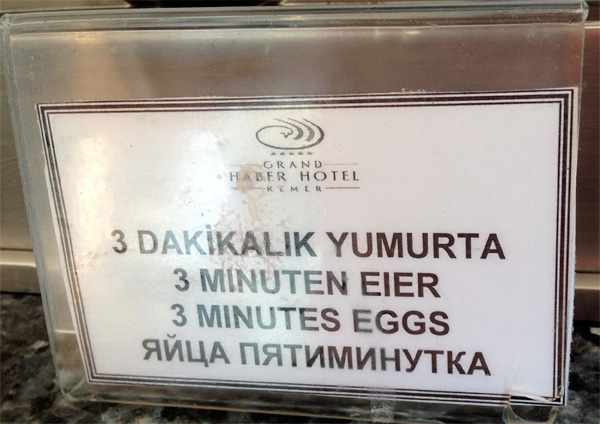 GRAND
HABER HOTEL
KEMER
3 DAKİKALIK YUMURTA
3 MINUTEN EIER
3 MINUTES EGGS
ЯЙЦА ПЯТИМИНУТКА